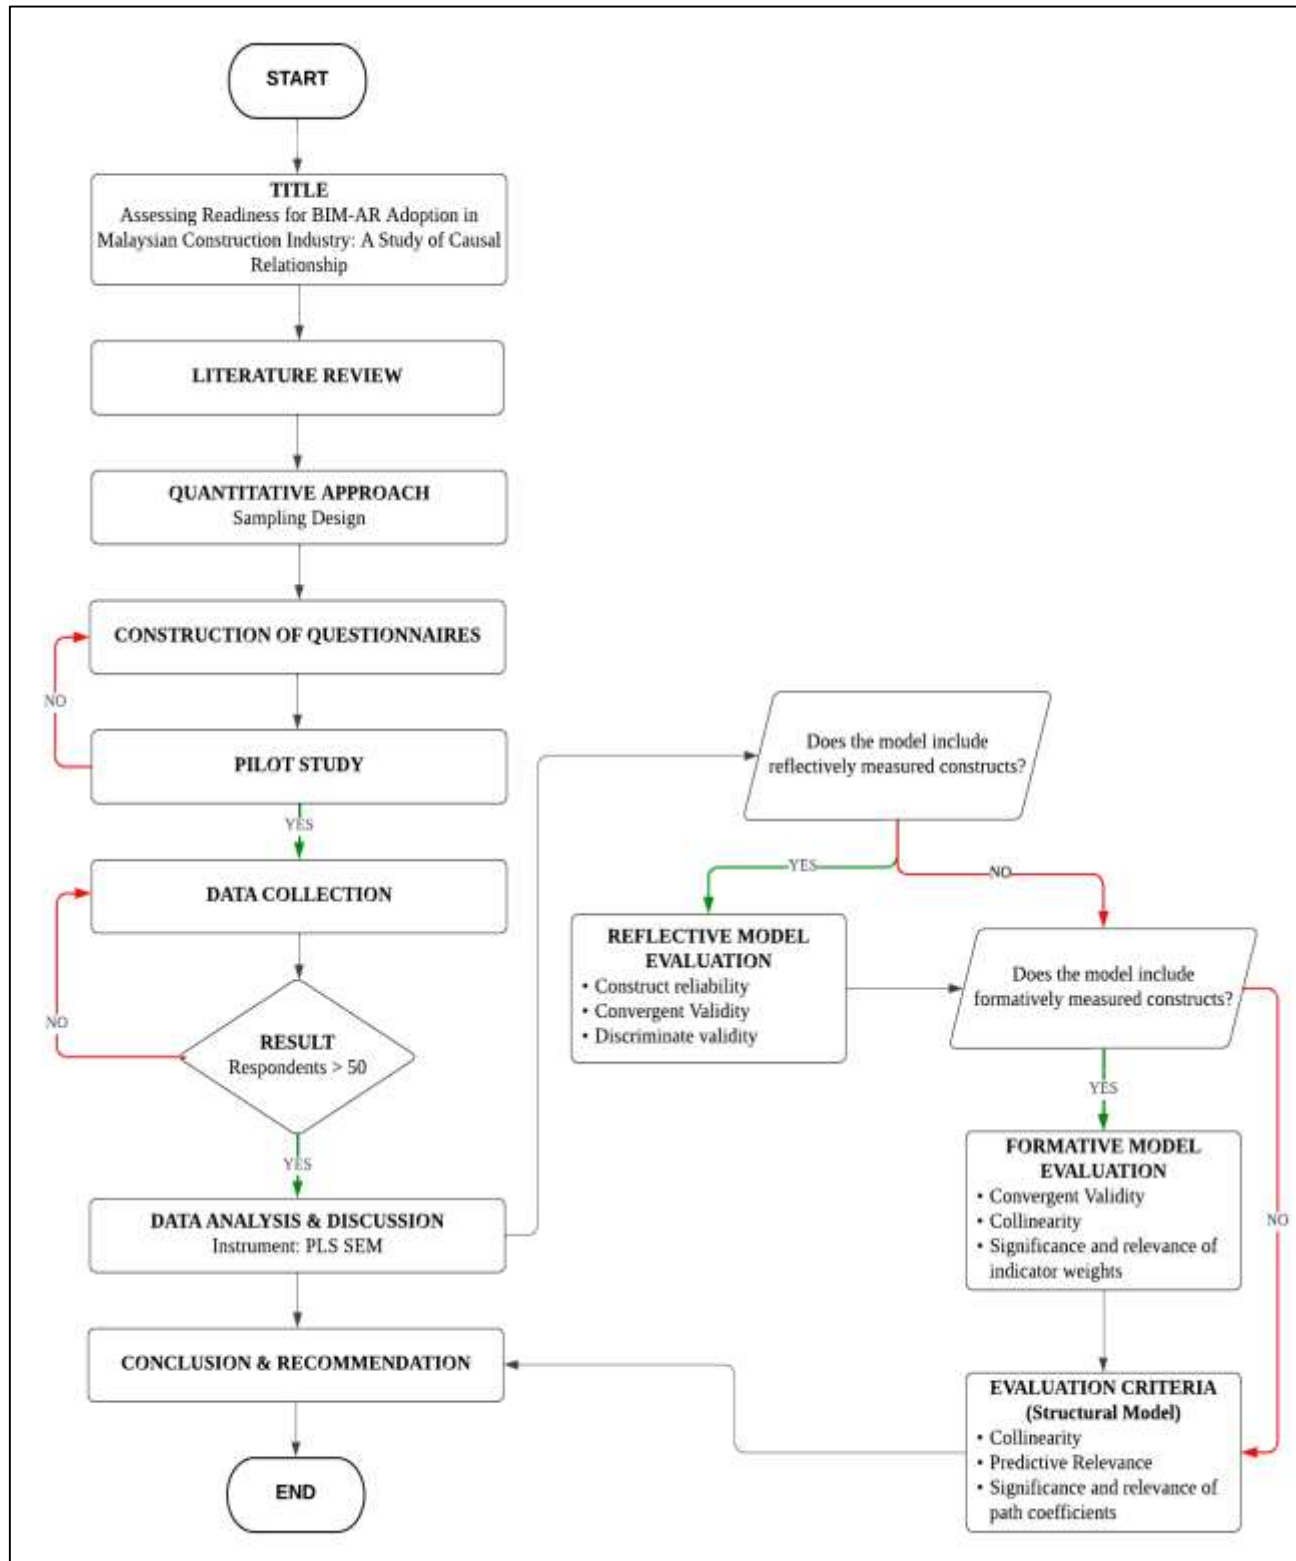 START
TITLE
Assessing Readiness for BIM-AR Adoption in
Malaysian Construction Industry: A Study of Causal
Relationship
LITERATURE REVIEW
QUANTITATIVE APPROACH
Sampling Design
CONSTRUCTION OF QUESTIONNAIRES
NO
PILOT STUDY
YES
DATA COLLECTION
NO
RESULT
Respondents > 50
YES
DATA ANALYSIS & DISCUSSION
Instrument: PLS SEM
Does the model include
reflectively measured constructs?
YES
NO
REFLECTIVE MODEL
EVALUATION
• Construct reliability
• Convergent Validity
• Discriminate validity
Does the model include
formatively measured constructs?
YES
NO
FORMATIVE MODEL
EVALUATION
• Convergent Validity
• Collinearity
• Significance and relevance of
indicator weights
EVALUATION CRITERIA
(Structural Model)
• Collinearity
• Predictive Relevance
• Significance and relevance of
path coefficients
CONCLUSION & RECOMMENDATION
END